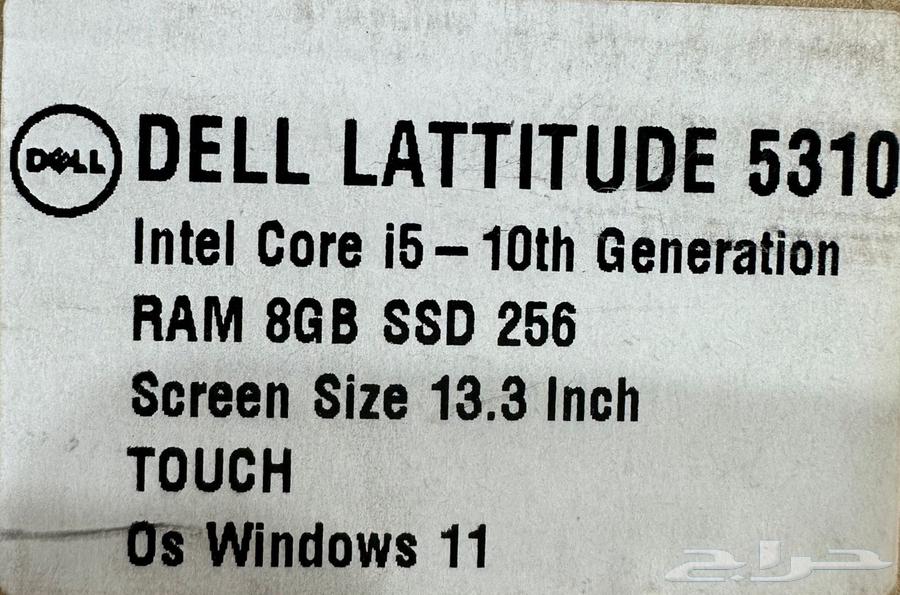 DELL DELL LATTITUDE 5310
Intel Core i5 – 10th Generation
RAM 8GB SSD 256
Screen Size 13.3 Inch
TOUCH
Os Windows 11
حراج